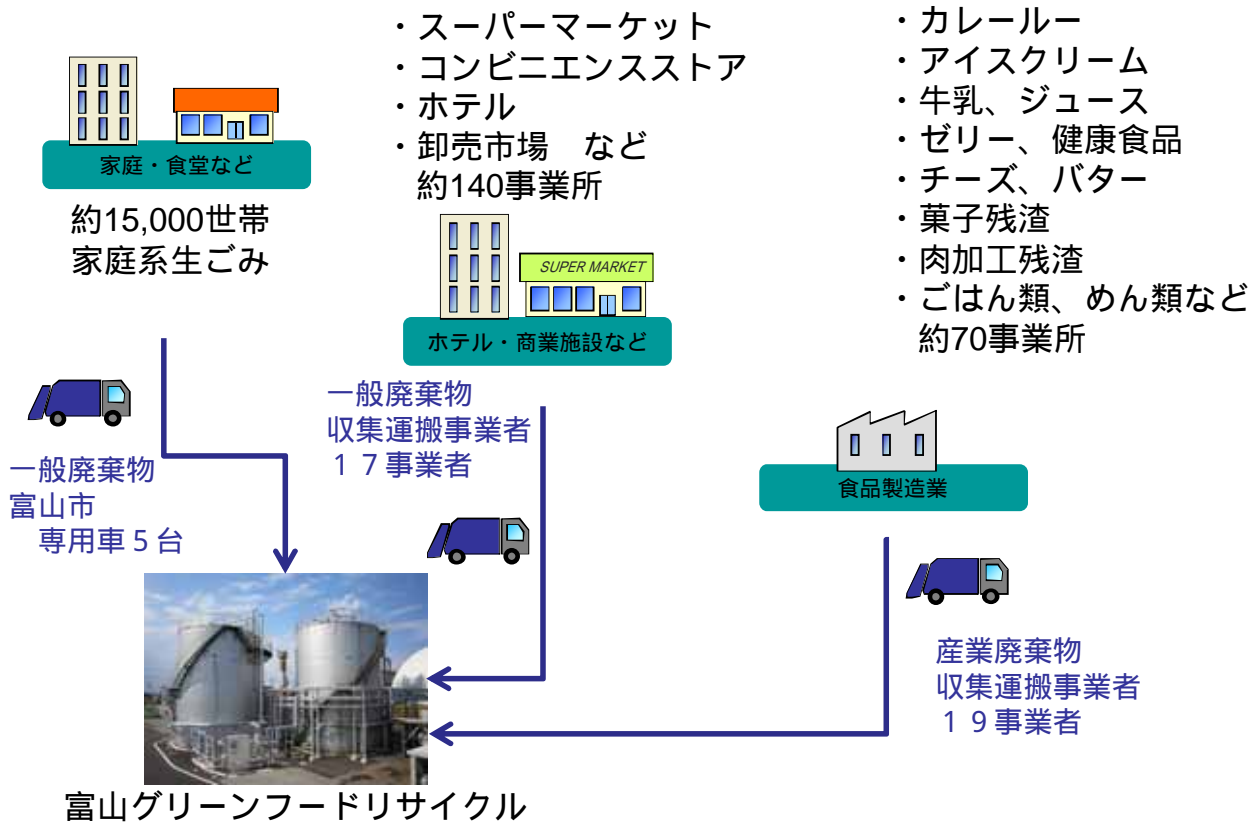 家庭・食堂など
約15,000世帯
家庭系生ごみ
一般廃棄物
富山市
専用車５台
・スーパーマーケット
・コンビニエンスストア
・ホテル
・卸売市場　など
約140事業所
SUPER MARKET
ホテル・商業施設など
一般廃棄物
収集運搬事業者
１７事業者
・カレールー
・アイスクリーム
・牛乳、ジュース
・ゼリー、健康食品
・チーズ、バター
・菓子残渣
・肉加工残渣
・ごはん類、めん類など
約70事業所
食品製造業
産業廃棄物
収集運搬事業者
１９事業者
富山グリーンフードリサイクル